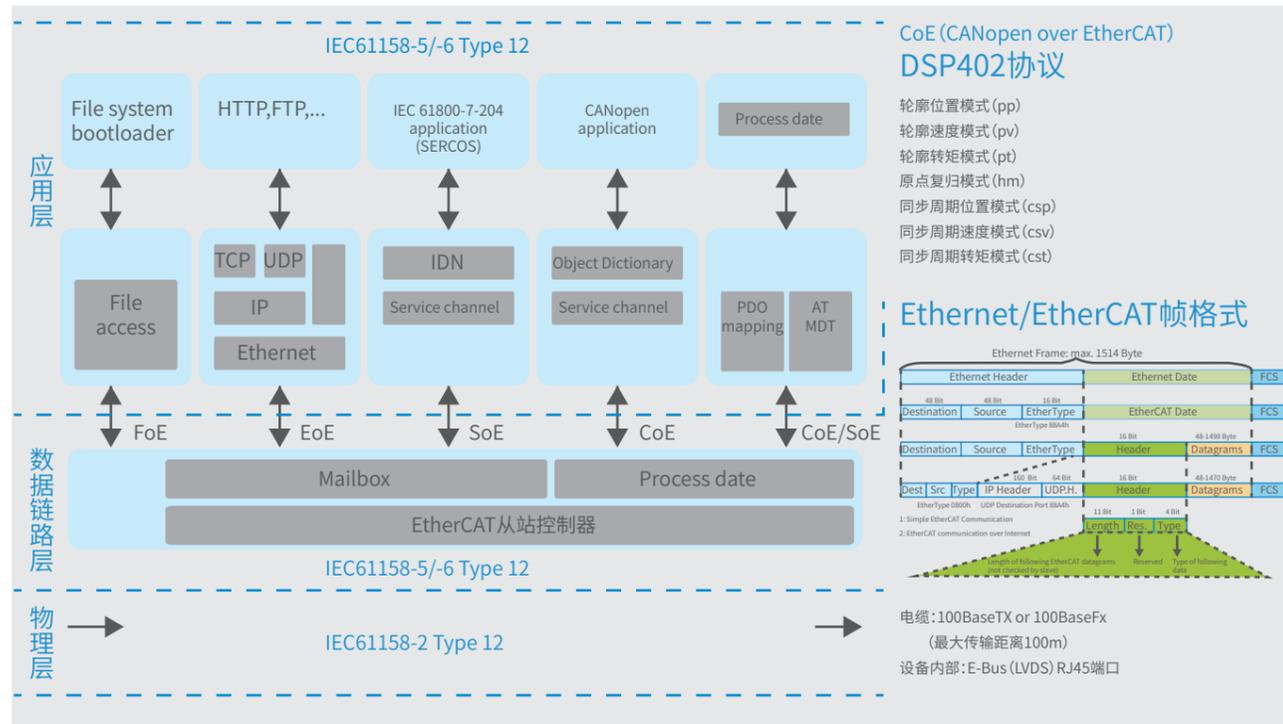 IEC61158-5/-6 Type 12
应用层
File system
bootloader
HTTP,FTP,...
IEC 61800-7-204
application
(SERCOS)
CANopen
application
Process date
File
access
TCP
UDP
IP
Ethernet
IDN
Service channel
Object Dictionary
Service channel
PDO
mapping
AT
MDT
FoE
EoE
SoE
CoE
CoE/SoE
数据链路层
Mailbox
Process date
EtherCAT从站控制器
IEC61158-5/-6 Type 12
物理层
IEC61158-2 Type 12
CoE(CANopen over EtherCAT)
DSP402协议
轮廓位置模式(pp)
轮廓速度模式(pv)
轮廓转矩模式(pt)
原点复归模式(hm)
同步周期位置模式(csp)
同步周期速度模式(csv)
同步周期转矩模式(cst)
Ethernet/EtherCAT帧格式
Ethernet Frame: max. 1514 Byte
Ethernet Header
Ethernet Date
FCS
48 Bit
48 Bit
16 Bit
Destination
Source
EtherType
EtherCAT Date
FCS
EtherType 88A4h
16 Bit
48-1498 Byte
Destination
Source
EtherType
Header
Datagrams
FCS
160 Bit
64 Bit
16 Bit
48-1470 Byte
Dest
Src
Type
IP Header
UDP.H.
Header
Datagrams
FCS
EtherType 0800h
UDP Destination Port 88A4h
11 Bit
1 Bit
4 Bit
1: Simple EtherCAT Communication
Length
Res.
Type
2: EtherCAT communication over Internet
Length of following EtherCAT datagrams
(not checked by slave)
Reserved
Type of following
data
电缆：100BaseTX or 100BaseFx
（最大传输距离100m）
设备内部：E-Bus(LVDS) RJ45端口